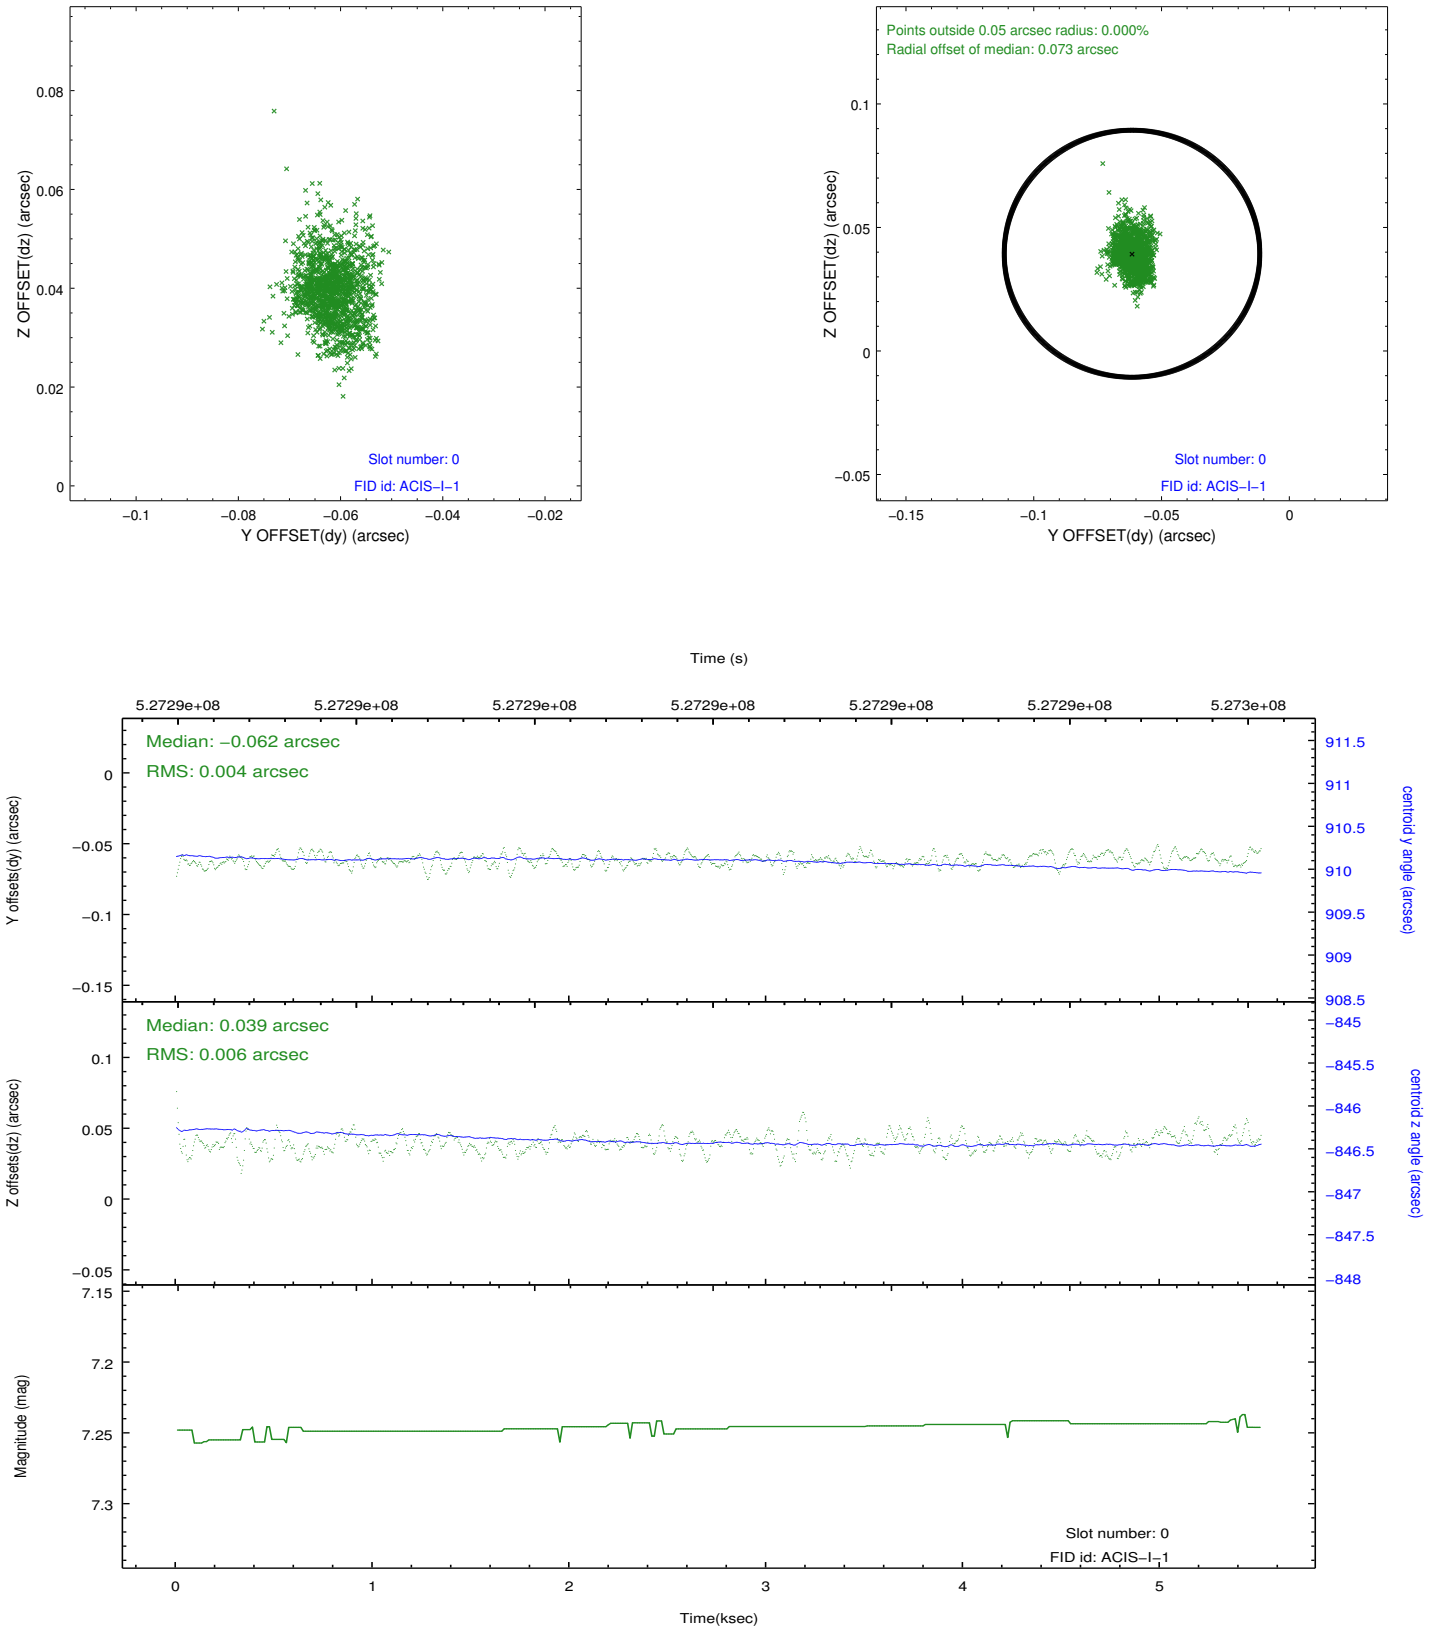 0.08
0.06
0.04
0.02
0
Z OFFSET(dz) (arcsec)
Slot number: 0
FID id: ACIS−I−1
−0.1
−0.08
−0.06
−0.04
−0.02
Y OFFSET(dy) (arcsec)
Points outside 0.05 arcsec radius: 0.000%
Radial offset of median: 0.073 arcsec
0.1
0.05
0
−0.05
Z OFFSET(dz) (arcsec)
Slot number: 0
FID id: ACIS−I−1
−0.15
−0.1
−0.05
0
Y OFFSET(dy) (arcsec)
Time (s)
5.2729e+08
5.2729e+08
5.2729e+08
5.2729e+08
5.2729e+08
5.2729e+08
5.273e+08
Median: −0.062 arcsec
RMS: 0.004 arcsec
0
−0.05
−0.1
−0.15
Y offsets(dy) (arcsec)
911.5
911
910.5
910
909.5
909
908.5
centroid y angle (arcsec)
Median: 0.039 arcsec
RMS: 0.006 arcsec
0.1
0.05
0
−0.05
Z offsets(dz) (arcsec)
−845
−845.5
−846
−846.5
−847
−847.5
−848
centroid z angle (arcsec)
7.15
7.2
7.25
7.3
Magnitude (mag)
Slot number: 0
FID id: ACIS−I−1
0
1
2
3
4
5
Time(ksec)